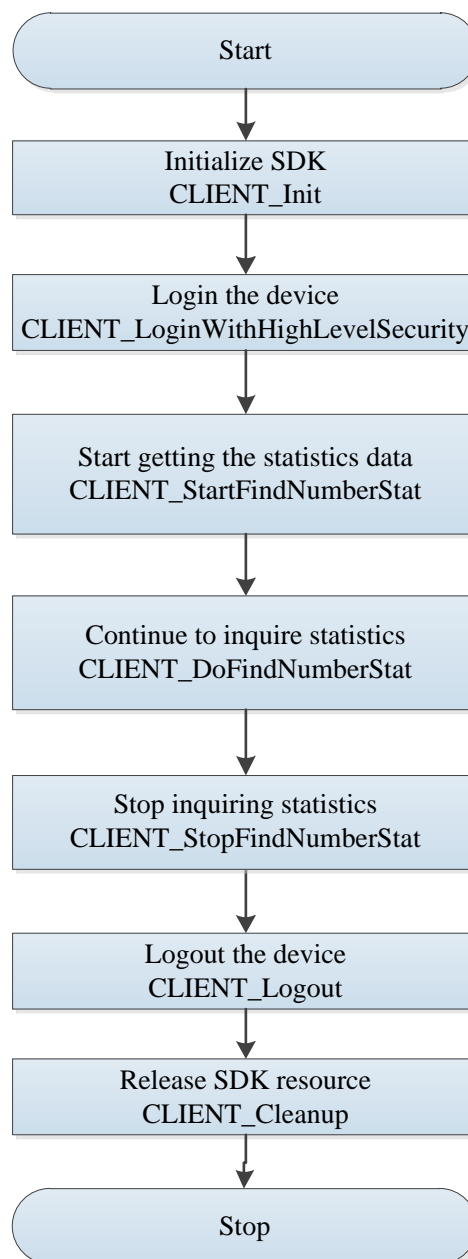 Start
Initialize SDK
CLIENT_Init
Login the device
CLIENT_LoginWithHighLevelSecurity
Start getting the statistics data
CLIENT_StartFindNumberStat
Continue to inquire statistics
CLIENT_DoFindNumberStat
Stop inquiring statistics
CLIENT_StopFindNumberStat
Logout the device
CLIENT_Logout
Release SDK resource
CLIENT_Cleanup
Stop